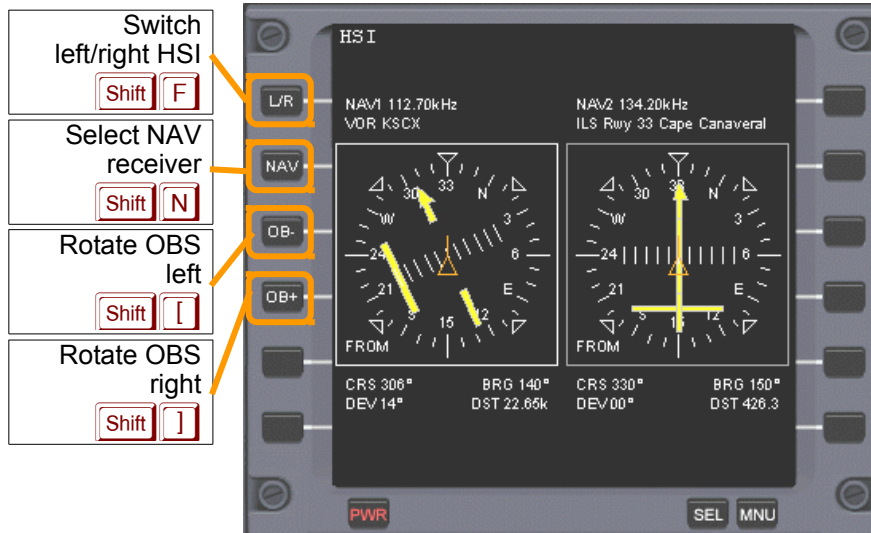 Switch
left/right HSI
Shift F
Select NAV
receiver
Shift N
Rotate OBS
left
Shift [
Rotate OBS
right
Shift ]
L/R
NAV
OB-
OB+
HSI
NAV1 112.70kHz
VOR KSCX
33
N
3
6
E
12
15
S
21
24
W
30
FROM
CRS 306°
BRG 140°
DEV 14°
DST 22.65k
NAV2 134.20kHz
ILS Rwy 33 Cape Canaveral
33
N
3
6
E
12
15
S
21
24
W
30
FROM
CRS 330°
BRG 150°
DEV 00°
DST 426.3
PWR
SEL
MNU